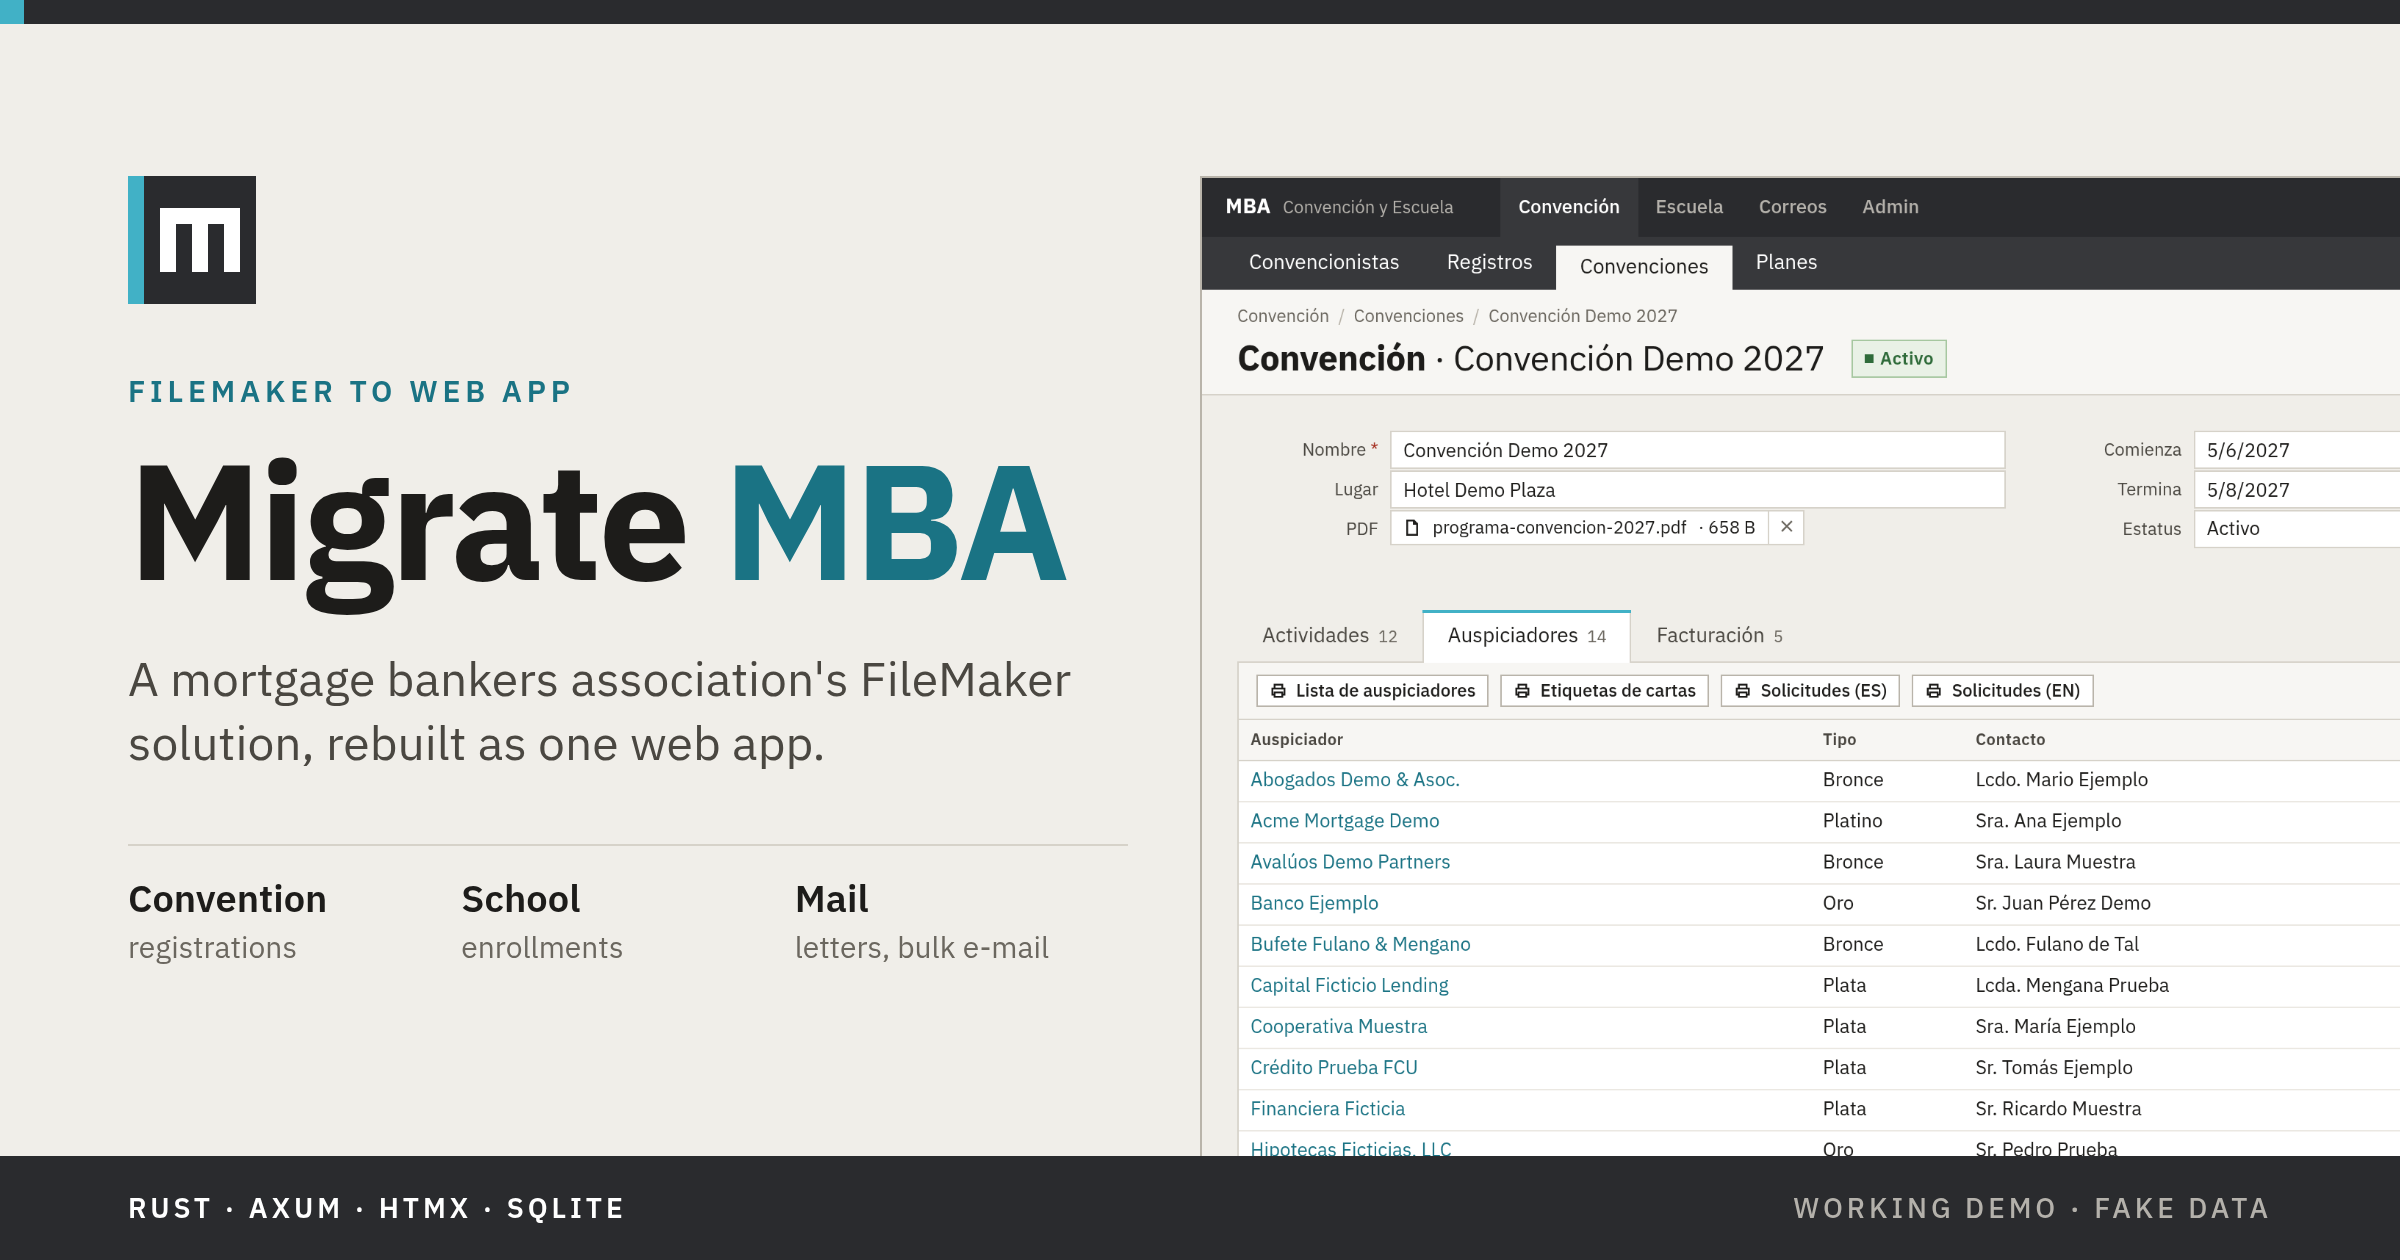 m
FILEMAKER TO WEB APP
Migrate MBA
A mortgage bankers association's FileMaker
solution, rebuilt as one web app.
Convention School Mail
registrations enrollments letters, bulk e-mail
MBA Convención y Escuela Convención Escuela Correos Admin
Convencionistas Registros Convenciones Planes
Convención / Convenciones / Convención Demo 2027
Convención · Convención Demo 2027 ■ Activo
Nombre * Convención Demo 2027 Comienza 5/6/2027
Lugar Hotel Demo Plaza Termina 5/8/2027
PDF programa-convencion-2027.pdf · 658 B ✕ Estatus Activo
Actividades 12 Auspiciadores 14 Facturación 5
Lista de auspiciadores Etiquetas de cartas Solicitudes (ES) Solicitudes (EN)
Auspiciador Tipo Contacto
Abogados Demo & Asoc. Bronce Lcdo. Mario Ejemplo
Acme Mortgage Demo Platino Sra. Ana Ejemplo
Avalúos Demo Partners Bronce Sra. Laura Muestra
Banco Ejemplo Oro Sr. Juan Pérez Demo
Bufete Fulano & Mengano Bronce Lcdo. Fulano de Tal
Capital Ficticio Lending Plata Lcda. Mengana Prueba
Cooperativa Muestra Plata Sra. María Ejemplo
Crédito Prueba FCU Plata Sr. Tomás Ejemplo
Financiera Ficticia Plata Sr. Ricardo Muestra
Hipotecas Ficticias, LLC Oro Sr. Pedro Prueba
RUST · AXUM · HTMX · SQLITE WORKING DEMO · FAKE DATA